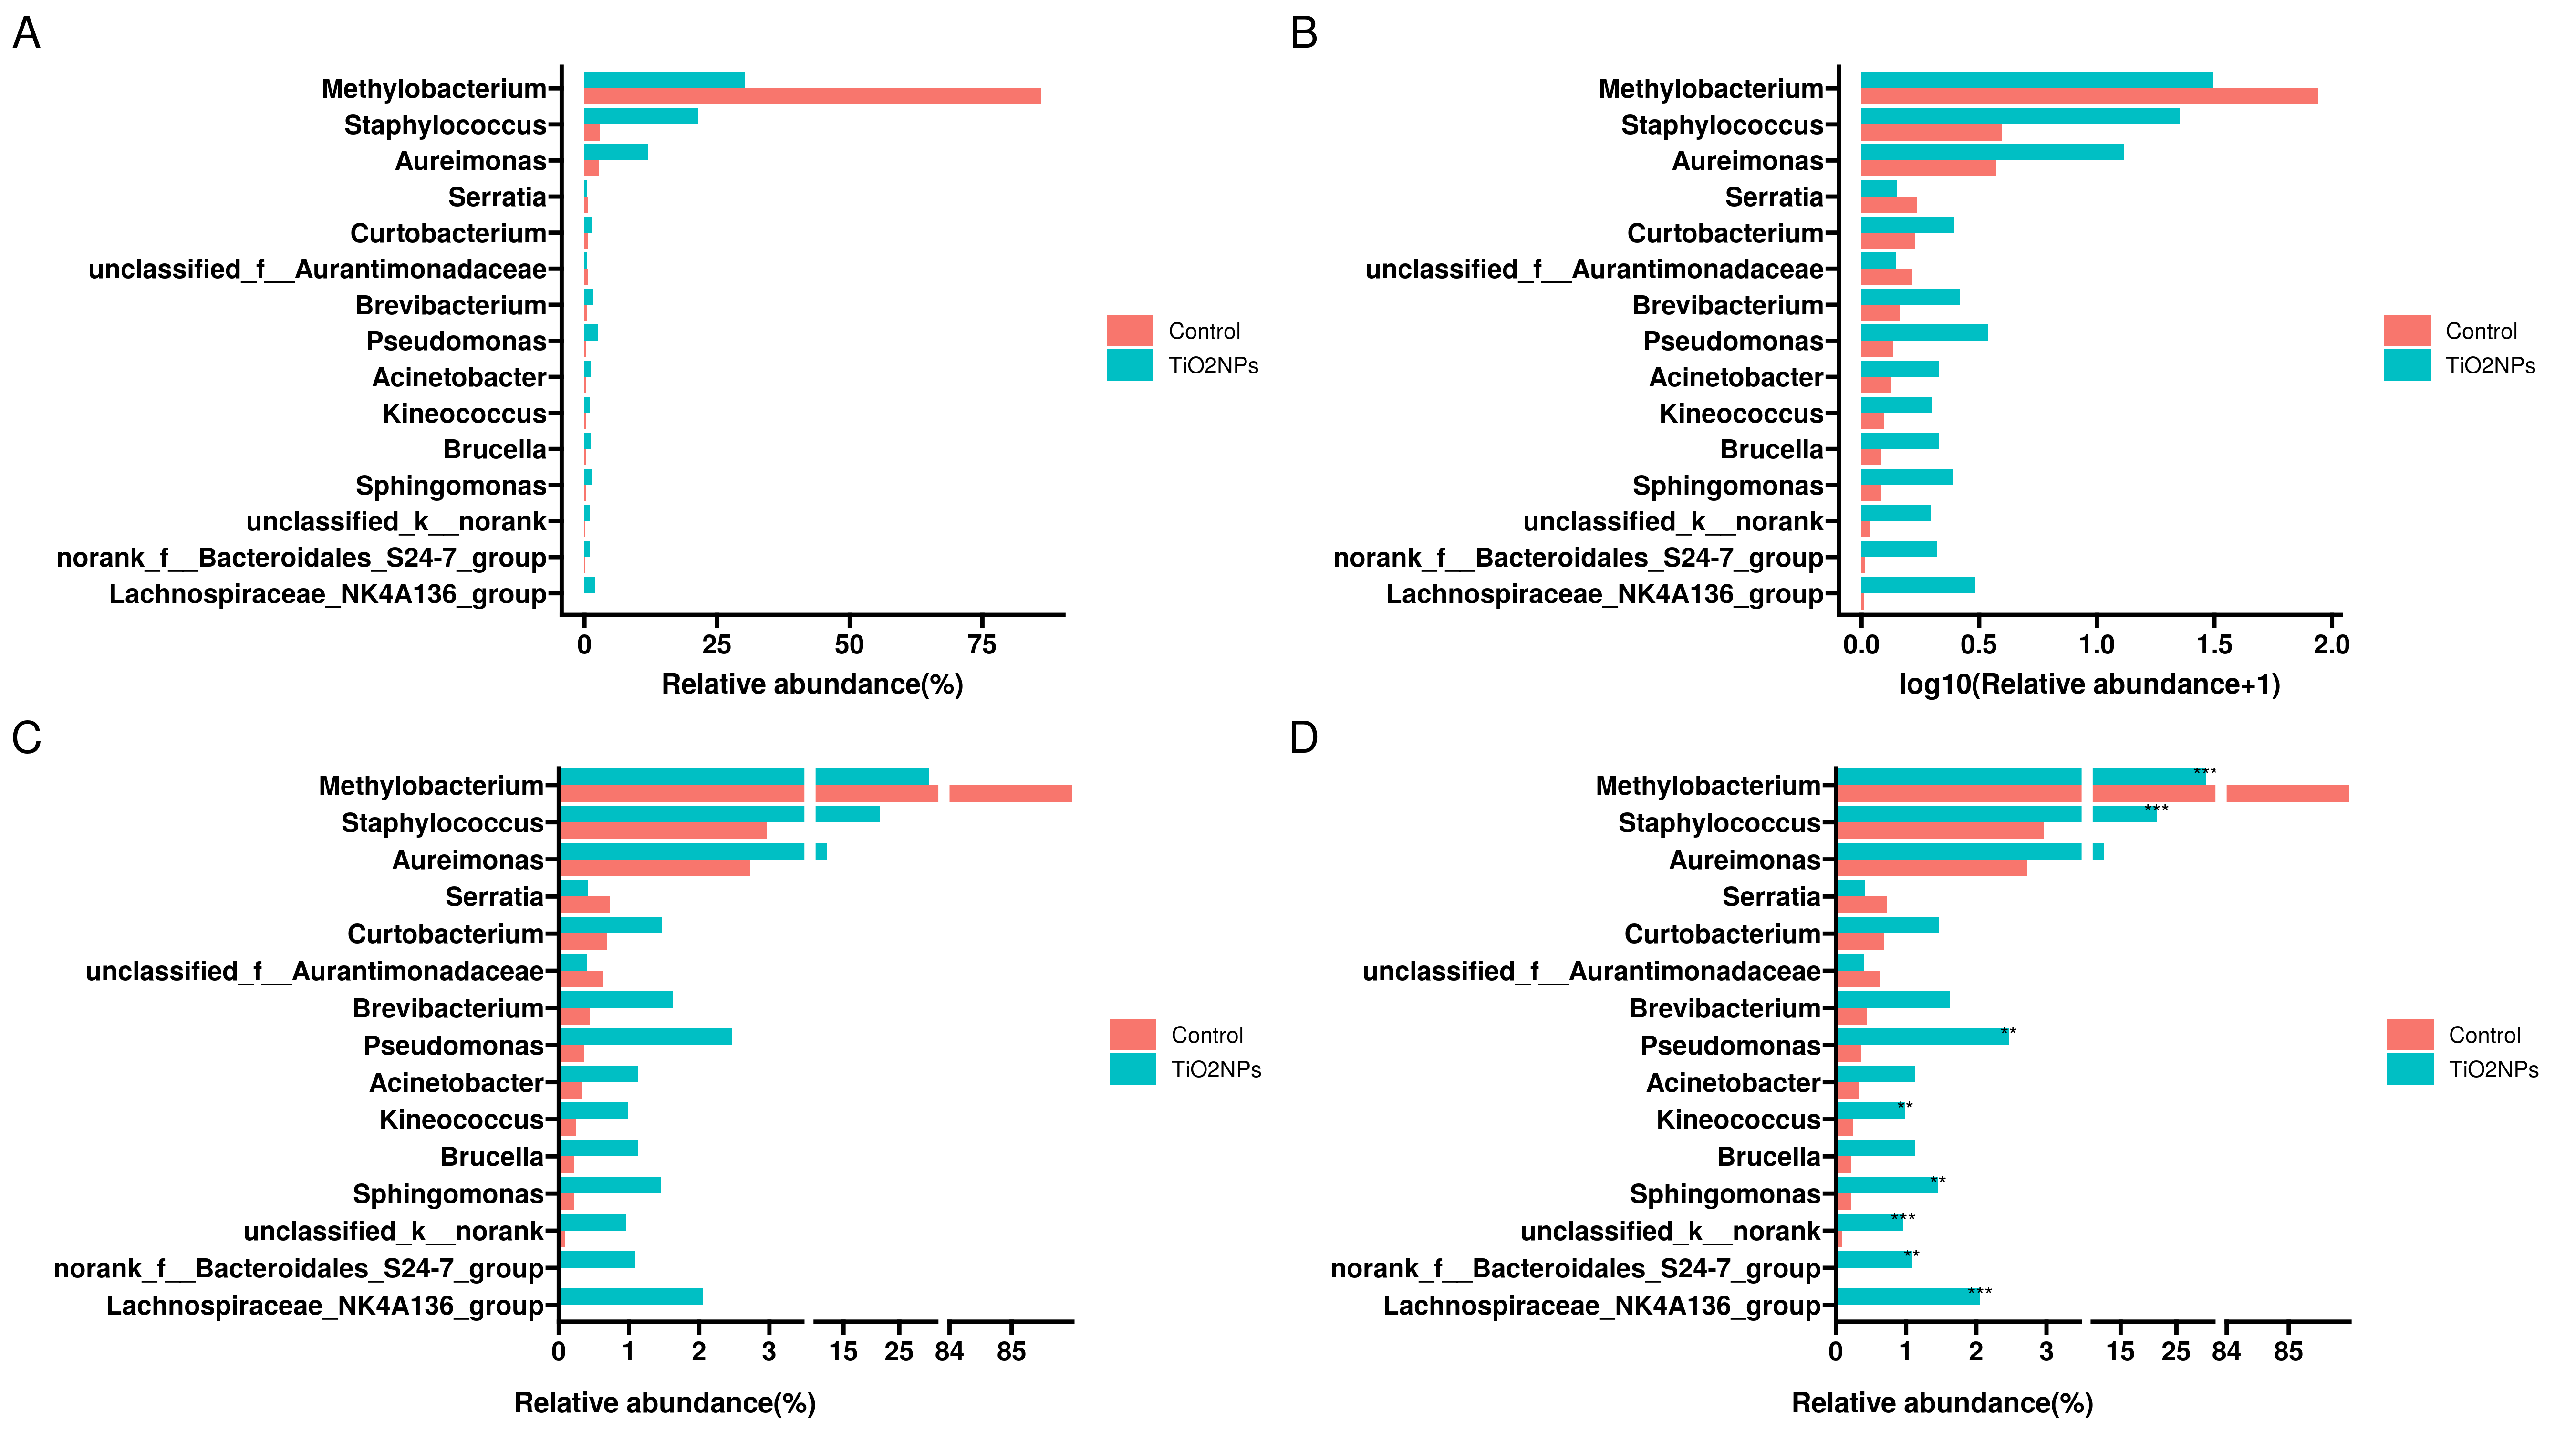 A
Methylobacterium
Staphylococcus
Aureimonas
Serratia
Curtobacterium
unclassified_f__Aurantimonadaceae
Brevibacterium
Pseudomonas
Acinetobacter
Kineococcus
Brucella
Sphingomonas
unclassified_k__norank
norank_f__Bacteroidales_S24-7_group
Lachnospiraceae_NK4A136_group
0 25 50 75
Relative abundance(%)
Control
TiO2NPs
B
Methylobacterium
Staphylococcus
Aureimonas
Serratia
Curtobacterium
unclassified_f__Aurantimonadaceae
Brevibacterium
Pseudomonas
Acinetobacter
Kineococcus
Brucella
Sphingomonas
unclassified_k__norank
norank_f__Bacteroidales_S24-7_group
Lachnospiraceae_NK4A136_group
0.0 0.5 1.0 1.5 2.0
log10(Relative abundance+1)
Control
TiO2NPs
C
Methylobacterium
Staphylococcus
Aureimonas
Serratia
Curtobacterium
unclassified_f__Aurantimonadaceae
Brevibacterium
Pseudomonas
Acinetobacter
Kineococcus
Brucella
Sphingomonas
unclassified_k__norank
norank_f__Bacteroidales_S24-7_group
Lachnospiraceae_NK4A136_group
0 1 2 3 15 25 84 85
Relative abundance(%)
Control
TiO2NPs
D
Methylobacterium ***
Staphylococcus ***
Aureimonas
Serratia
Curtobacterium
unclassified_f__Aurantimonadaceae
Brevibacterium
Pseudomonas **
Acinetobacter
Kineococcus **
Brucella
Sphingomonas **
unclassified_k__norank ***
norank_f__Bacteroidales_S24-7_group **
Lachnospiraceae_NK4A136_group ***
0 1 2 3 15 25 84 85
Relative abundance(%)
Control
TiO2NPs